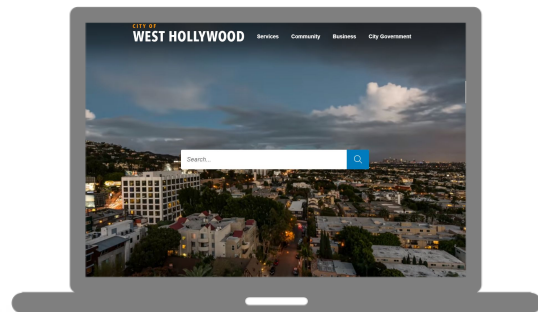 CITY OF
WEST HOLLYWOOD Services Community Business City Government
Search...